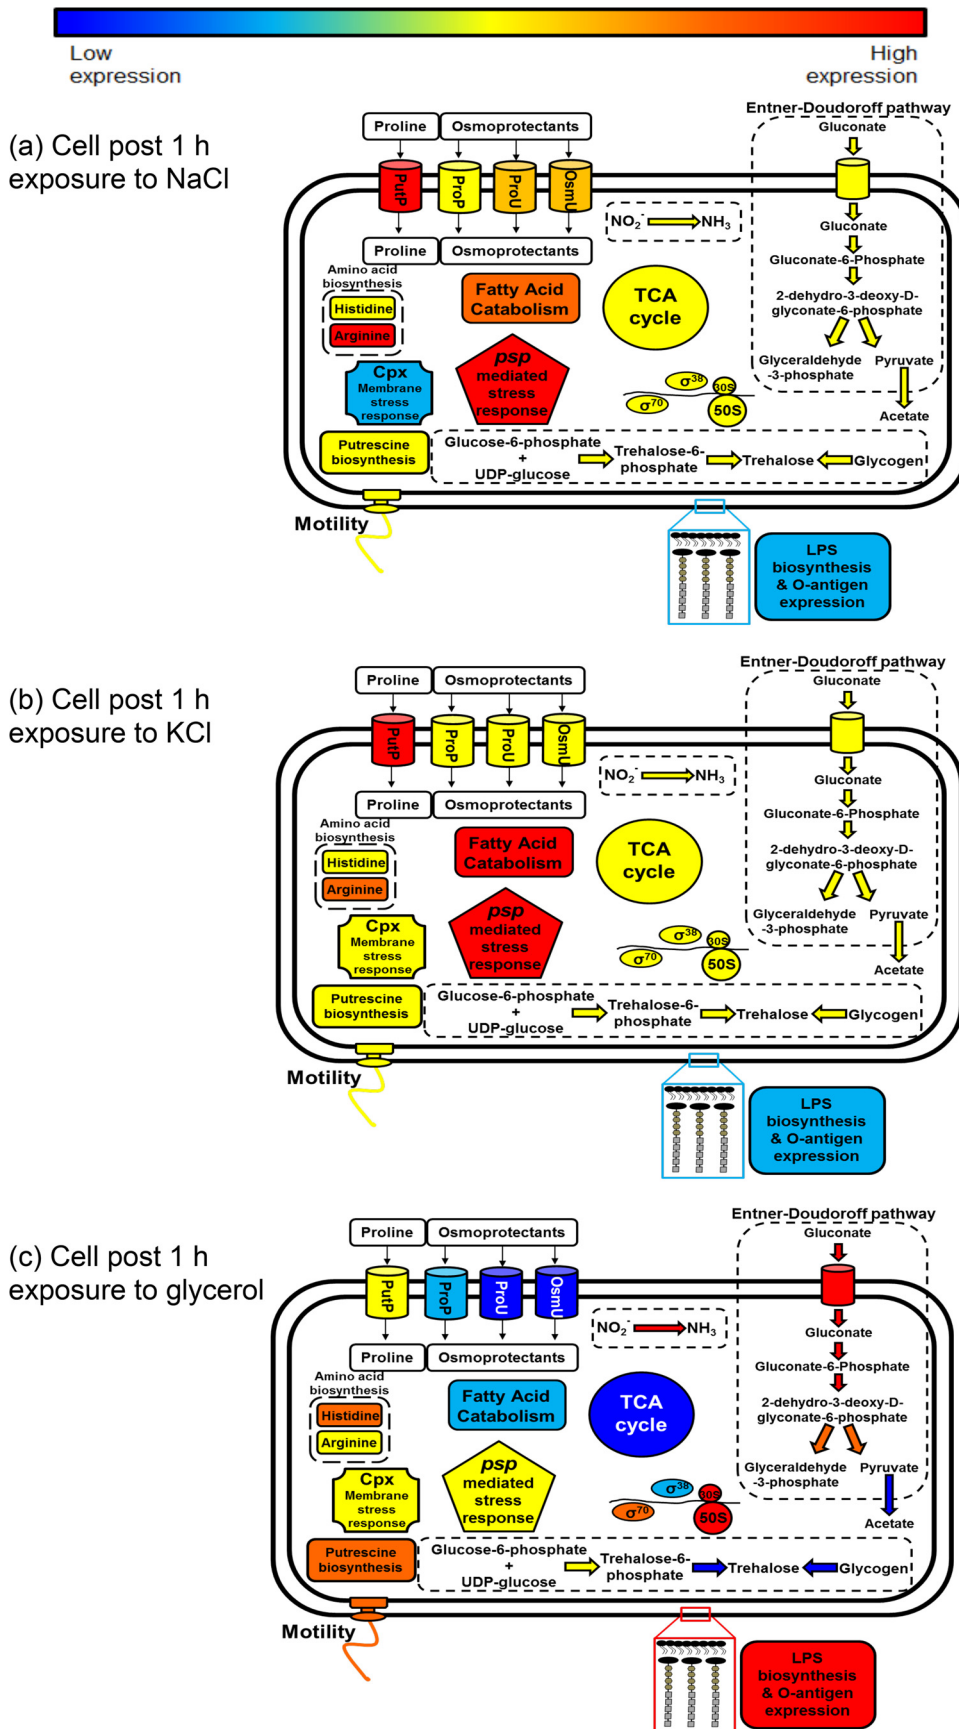 Low
expression
High
expression
(a) Cell post 1 h
exposure to NaCl
Proline
Osmoprotectants
PutP
ProP
ProU
OsmU
Proline
Osmoprotectants
Entner-Doudoroff pathway
Gluconate
Gluconate
Gluconate-6-Phosphate
2-dehydro-3-deoxy-D-
glyconate-6-phosphate
Glyceraldehyde
-3-phosphate
Pyruvate
Acetate
NO₂⁻
NH₃
Amino acid
biosynthesis
Histidine
Arginine
Fatty Acid
Catabolism
TCA
cycle
Cpx
Membrane
stress
response
psp
mediated
stress
response
σ³⁸
σ⁷⁰
30S
50S
Putrescine
biosynthesis
Glucose-6-phosphate
+
UDP-glucose
Trehalose-6-
phosphate
Trehalose
Glycogen
Motility
LPS
biosynthesis
& O-antigen
expression
(b) Cell post 1 h
exposure to KCl
Proline
Osmoprotectants
PutP
ProP
ProU
OsmU
Proline
Osmoprotectants
Entner-Doudoroff pathway
Gluconate
Gluconate
Gluconate-6-Phosphate
2-dehydro-3-deoxy-D-
glyconate-6-phosphate
Glyceraldehyde
-3-phosphate
Pyruvate
Acetate
NO₂⁻
NH₃
Amino acid
biosynthesis
Histidine
Arginine
Fatty Acid
Catabolism
TCA
cycle
Cpx
Membrane
stress
response
psp
mediated
stress
response
σ³⁸
σ⁷⁰
30S
50S
Putrescine
biosynthesis
Glucose-6-phosphate
+
UDP-glucose
Trehalose-6-
phosphate
Trehalose
Glycogen
Motility
LPS
biosynthesis
& O-antigen
expression
(c) Cell post 1 h
exposure to glycerol
Proline
Osmoprotectants
PutP
ProP
ProU
OsmU
Proline
Osmoprotectants
Entner-Doudoroff pathway
Gluconate
Gluconate
Gluconate-6-Phosphate
2-dehydro-3-deoxy-D-
glyconate-6-phosphate
Glyceraldehyde
-3-phosphate
Pyruvate
Acetate
NO₂⁻
NH₃
Amino acid
biosynthesis
Histidine
Arginine
Fatty Acid
Catabolism
TCA
cycle
Cpx
Membrane
stress
response
psp
mediated
stress
response
σ³⁸
σ⁷⁰
30S
50S
Putrescine
biosynthesis
Glucose-6-phosphate
+
UDP-glucose
Trehalose-6-
phosphate
Trehalose
Glycogen
Motility
LPS
biosynthesis
& O-antigen
expression